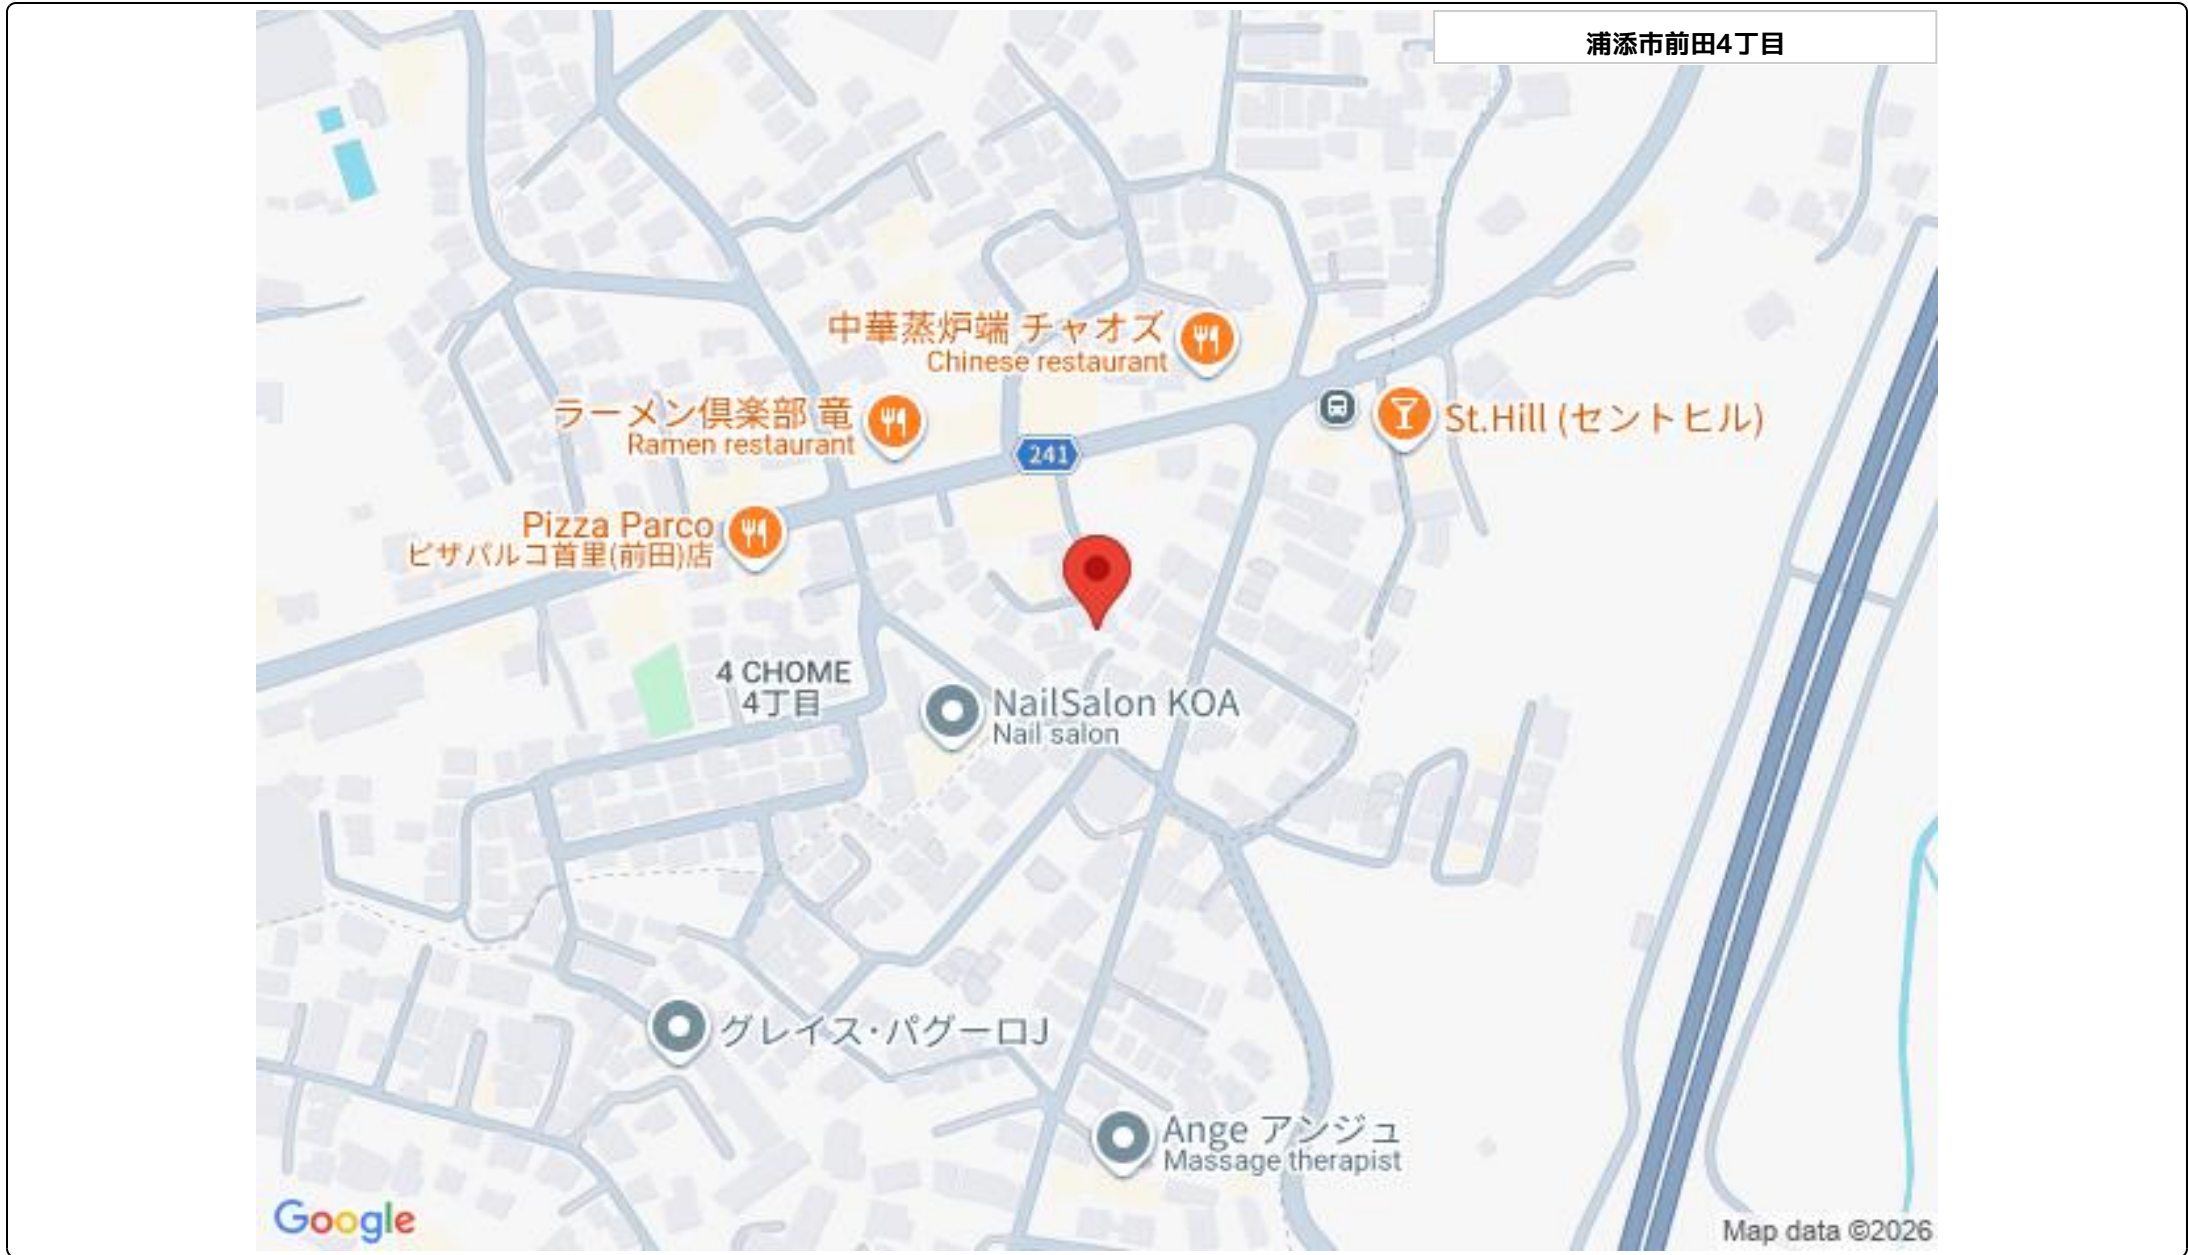 浦添市前田4丁目
中華蒸炉端 チャオズ
Chinese restaurant
ラーメン倶楽部 竜
Ramen restaurant
St.Hill (セントヒル)
241
Pizza Parco
ピザパルコ首里(前田)店
4 CHOME
4丁目
NailSalon KOA
Nail salon
グレイス・パグーロJ
Ange アンジュ
Massage therapist
Google
Map data ©2026